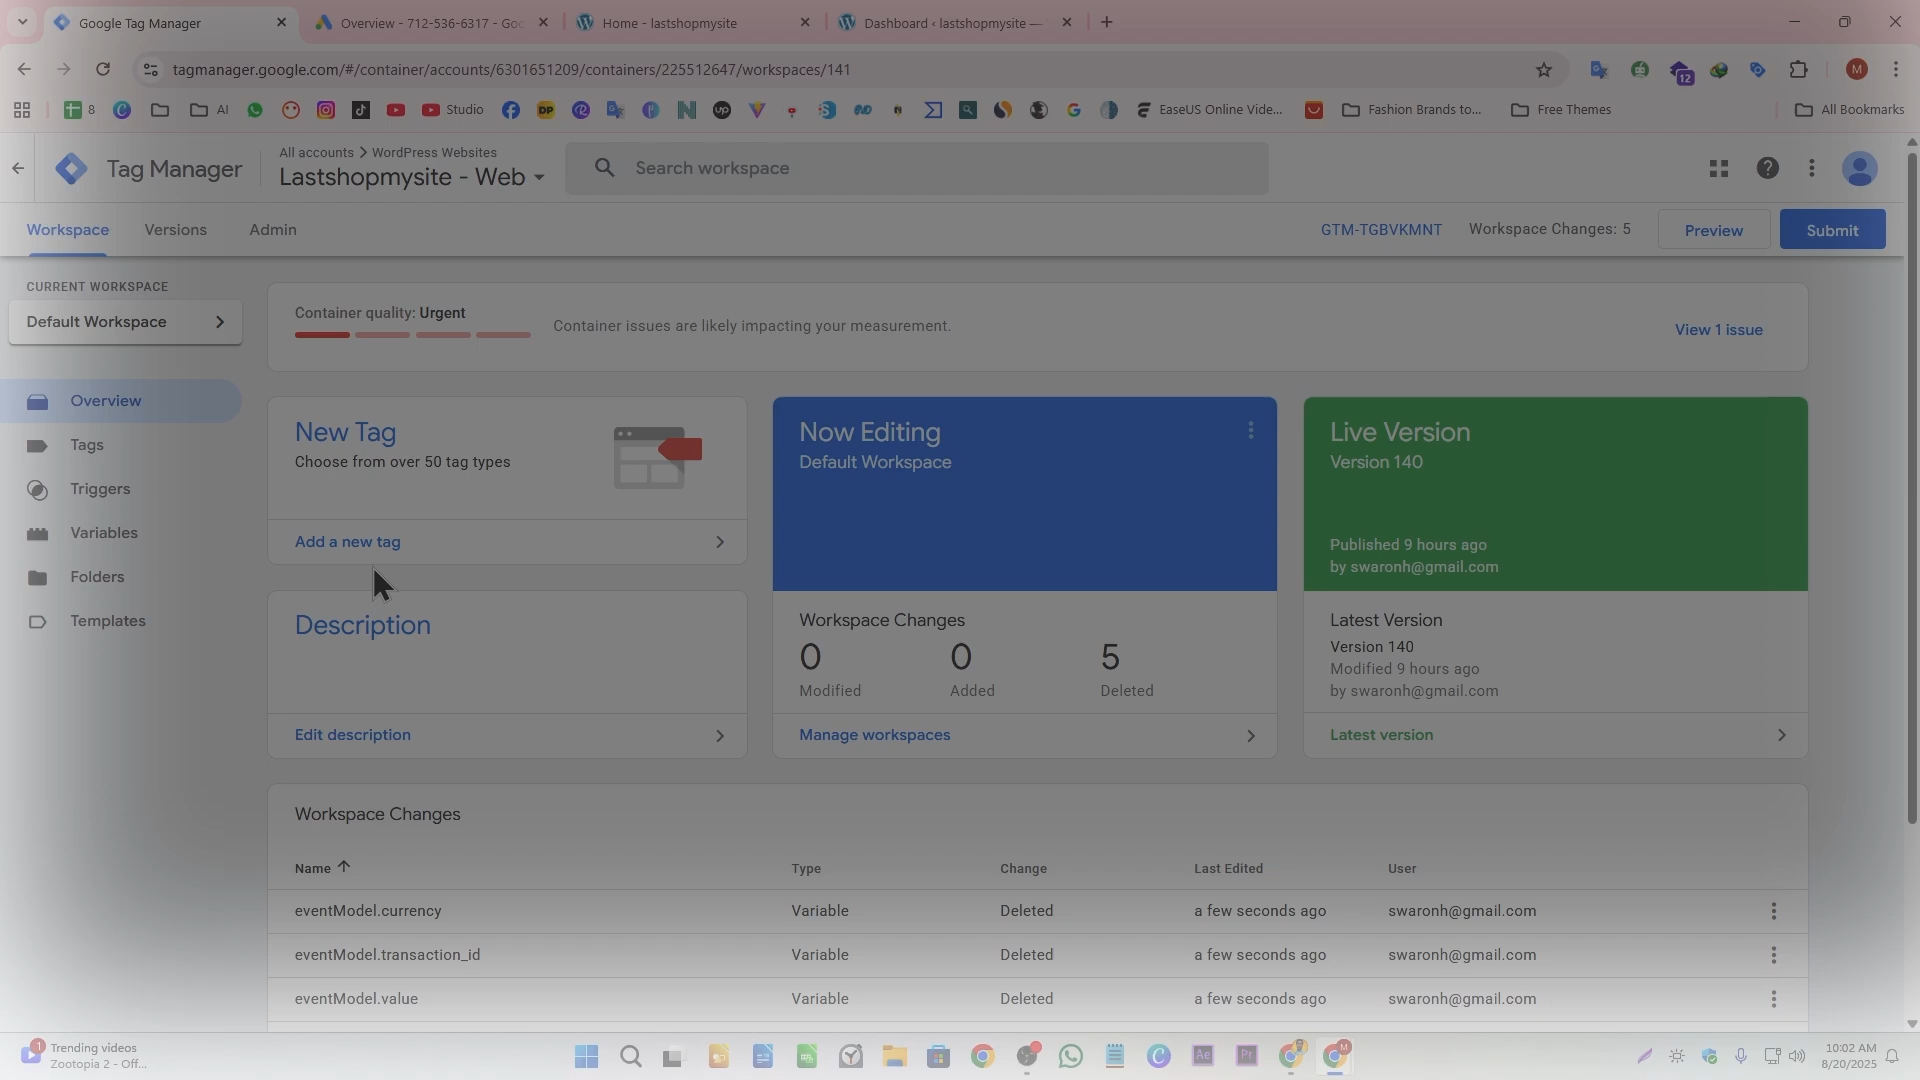 Google Tag Manager
Overview - 712-536-6317 - Goo
Home - lastshopmysite
Dashboard ‹ lastshopmysite —
tagmanager.google.com/#/container/accounts/6301651209/containers/225512647/workspaces/141
12
M
8
AI
Studio
EaseUS Online Vide...
Fashion Brands to...
Free Themes
All Bookmarks
Tag Manager
All accounts > WordPress Websites
Lastshopmysite - Web
Search workspace
Workspace
Versions
Admin
GTM-TGBVKMNT
Workspace Changes: 5
Preview
Submit
CURRENT WORKSPACE
Default Workspace
Container quality: Urgent
Container issues are likely impacting your measurement.
View 1 issue
Overview
Tags
Triggers
Variables
Folders
Templates
New Tag
Choose from over 50 tag types
Add a new tag
Description
Edit description
Now Editing
Default Workspace
Workspace Changes
0
0
5
Modified
Added
Deleted
Manage workspaces
Live Version
Version 140
Published 9 hours ago
by swaronh@gmail.com
Latest Version
Version 140
Modified 9 hours ago
by swaronh@gmail.com
Latest version
Workspace Changes
Name
Type
Change
Last Edited
User
eventModel.currency
Variable
Deleted
a few seconds ago
swaronh@gmail.com
eventModel.transaction_id
Variable
Deleted
a few seconds ago
swaronh@gmail.com
eventModel.value
Variable
Deleted
a few seconds ago
swaronh@gmail.com
1
Trending videos
Zootopia 2 - Off...
Ae
Pr
M
10:02 AM
8/20/2025